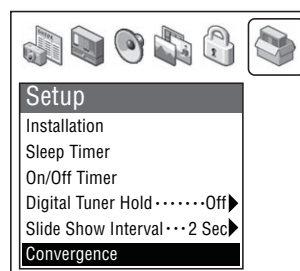 Setup
Installation
Sleep Timer
On/Off Timer
Digital Tuner Hold·······Off
Slide Show Interval···2 Sec
Convergence